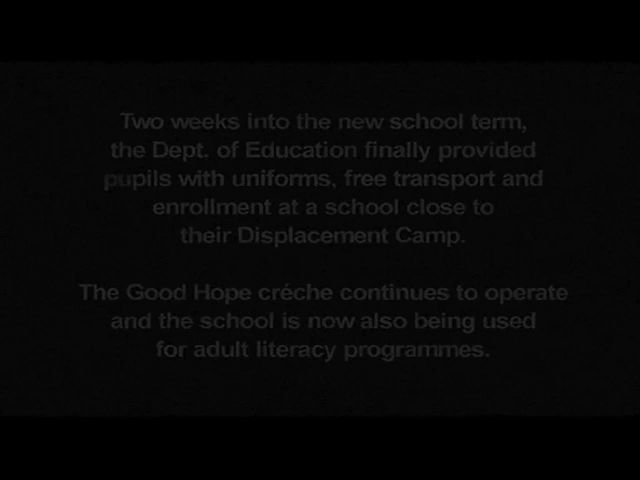 Two weeks into the new school term,
the Dept. of Education finally provided
pupils with uniforms, free transport and
enrollment at a school close to
their Displacement Camp.
The Good Hope créche continues to operate
and the school is now also being used
for adult literacy programmes.